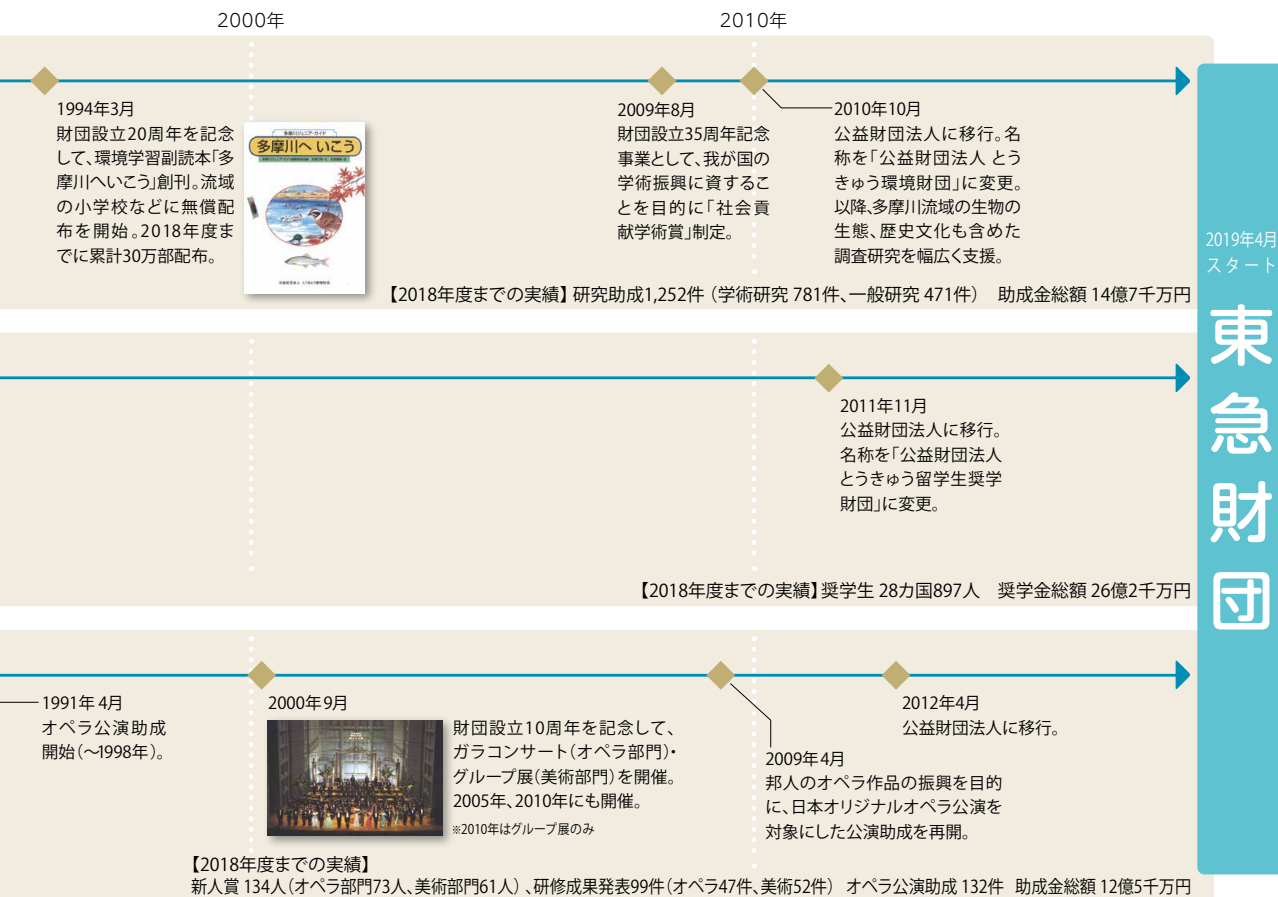 2000年
2010年
1994年3月
財団設立20周年を記念
して、環境学習副読本「多
摩川へいこう」創刊。流域
の小学校などに無償配
布を開始。2018年度ま
でに累計30万部配布。
多摩川ジュニア・ガイド
多摩川へ いこう
2009年8月
財団設立35周年記念
事業として、我が国の
学術振興に資するこ
とを目的に「社会貢
献学術賞」制定。
2010年10月
公益財団法人に移行。名
称を「公益財団法人 とう
きゅう環境財団」に変更。
以降、多摩川流域の生物の
生態、歴史文化も含めた
調査研究を幅広く支援。
【2018年度までの実績】 研究助成1,252件 （学術研究 781件、一般研究 471件）　助成金総額 14億7千万円
2011年11月
公益財団法人に移行。
名称を「公益財団法人
とうきゅう留学生奨学
財団」に変更。
【2018年度までの実績】 奨学生 28カ国897人　奨学金総額 26億2千万円
1991年 4月
オペラ公演助成
開始（～1998年）。
2000年9月
財団設立10周年を記念して、
ガラコンサート（オペラ部門）・
グループ展（美術部門）を開催。
2005年、2010年にも開催。
※2010年はグループ展のみ
2009年4月
邦人のオペラ作品の振興を目的
に、日本オリジナルオペラ公演を
対象にした公演助成を再開。
2012年4月
公益財団法人に移行。
【2018年度までの実績】
新人賞 134人（オペラ部門73人、美術部門61人） 、研修成果発表99件（オペラ47件、美術52件）　オペラ公演助成 132件　助成金総額 12億5千万円
2019年4月
スタート
東急財団